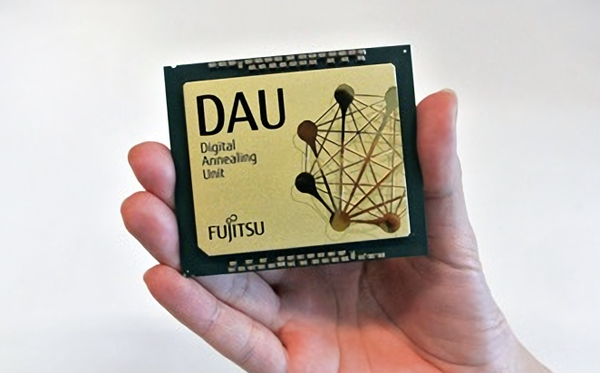 DAU
Digital
Annealing
Unit
FUJITSU